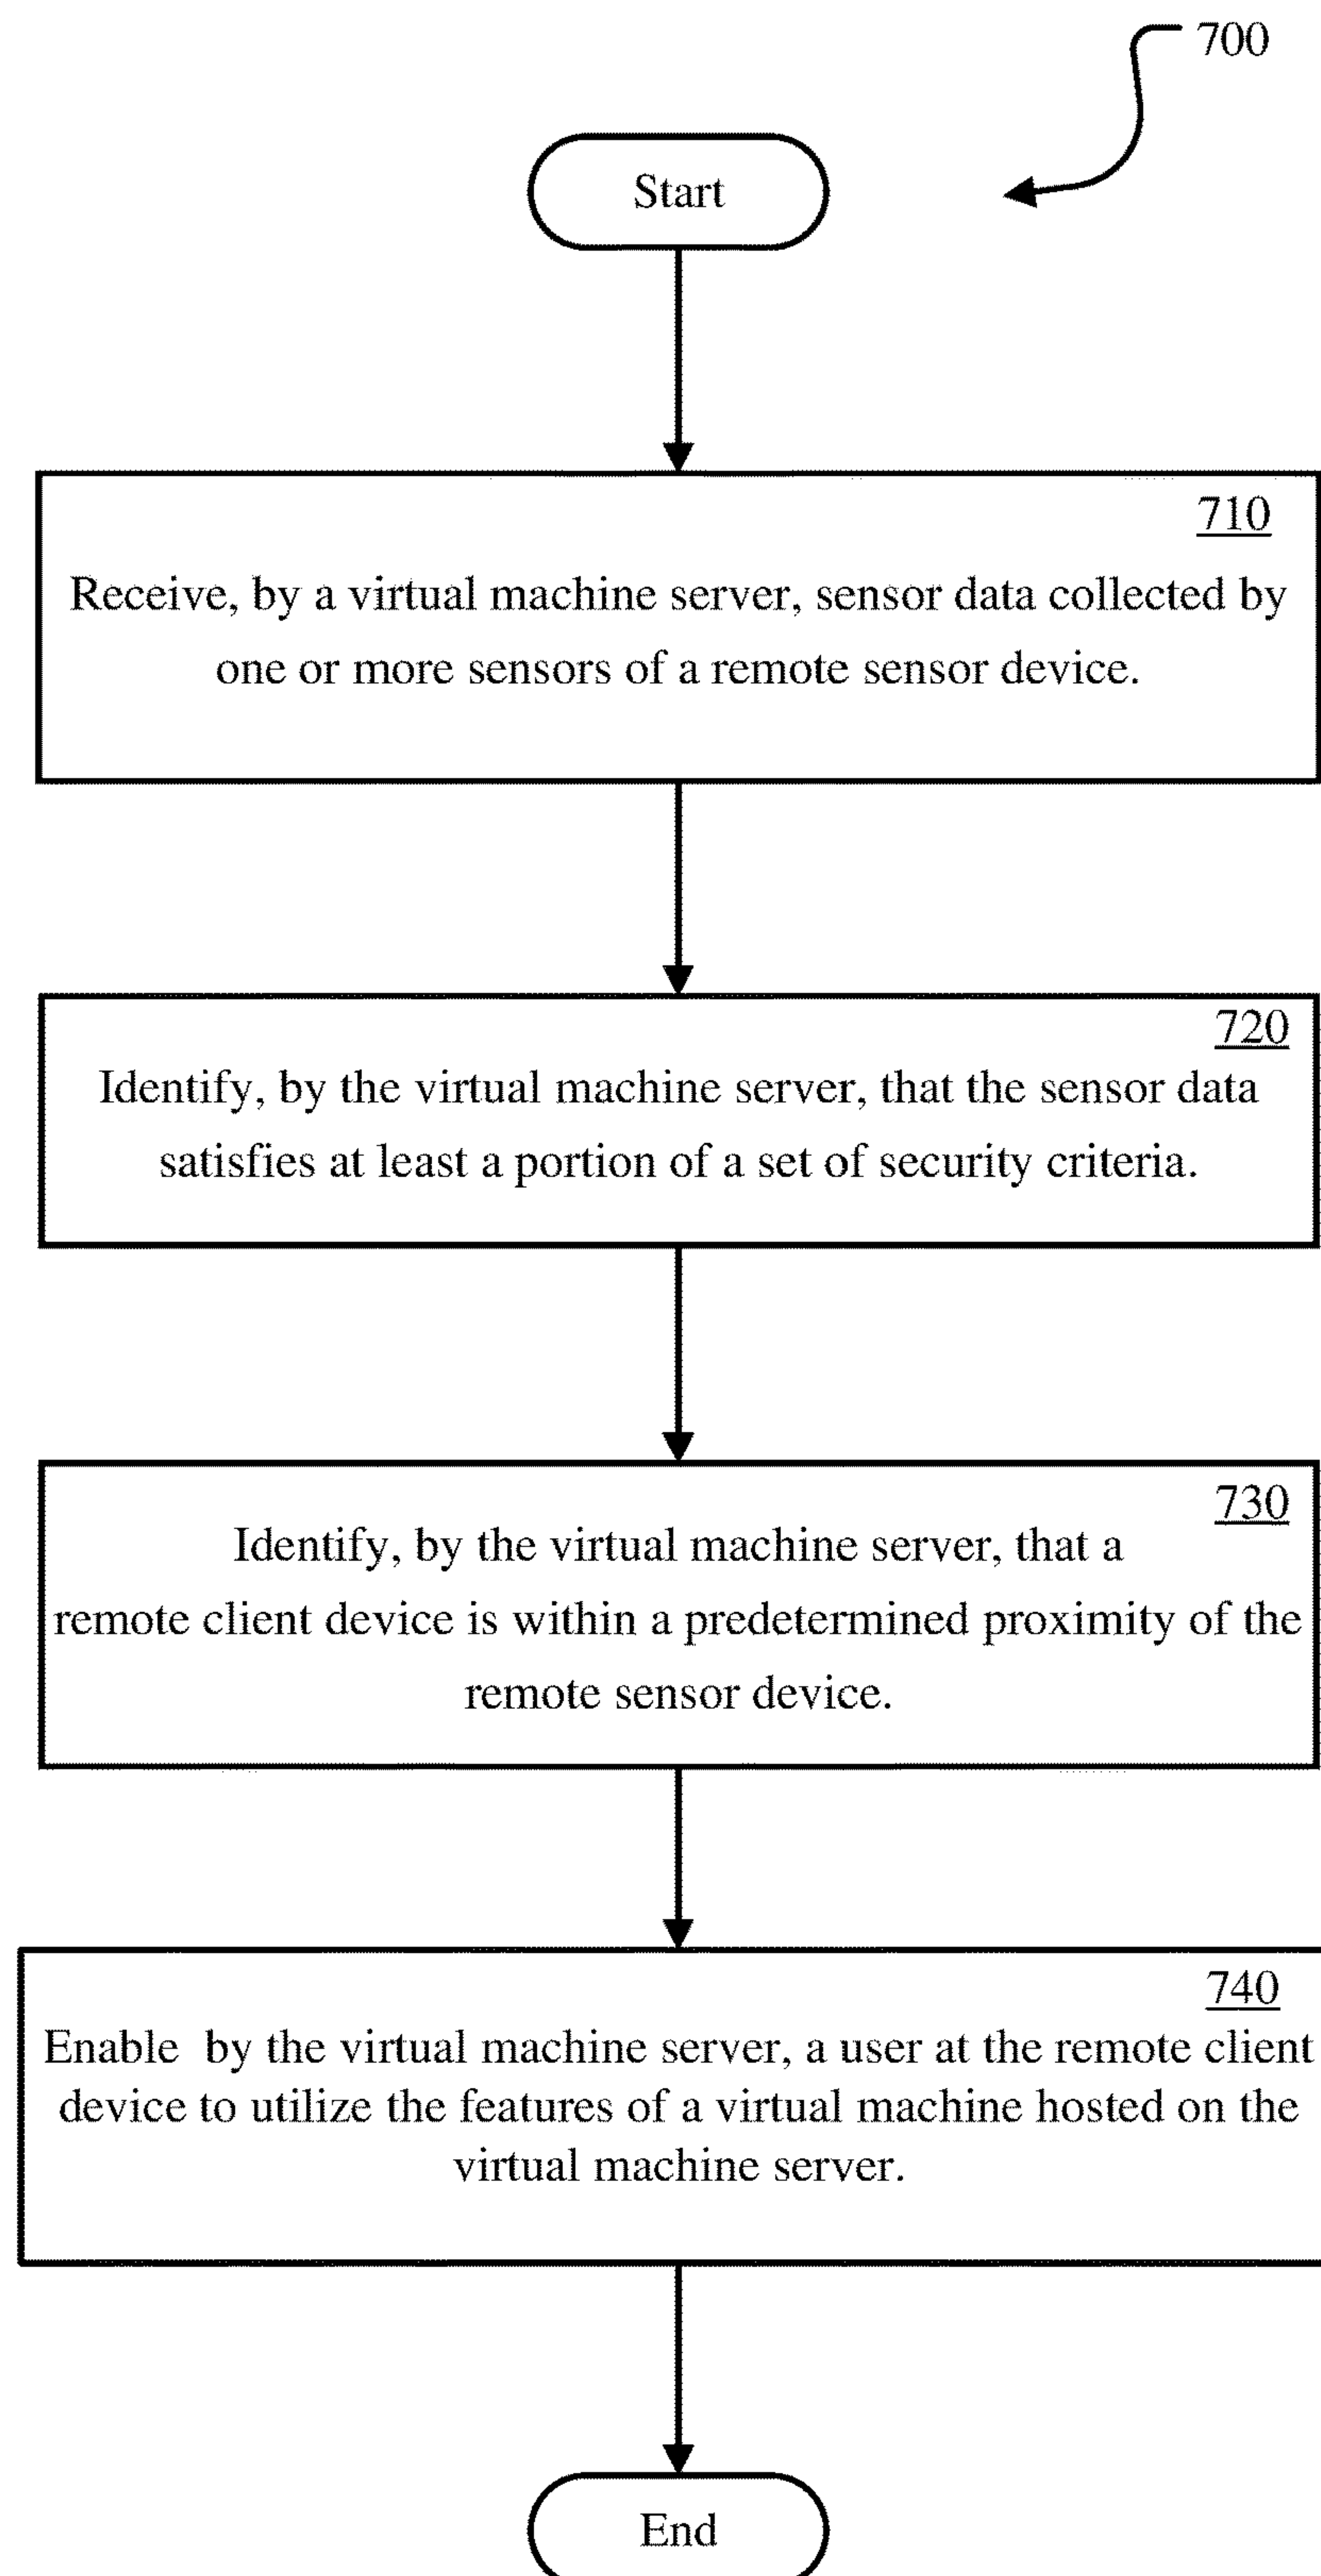 700
Start
710
Receive, by a virtual machine server, sensor data collected by
one or more sensors of a remote sensor device.
720
Identify, by the virtual machine server, that the sensor data
satisfies at least a portion of a set of security criteria.
730
Identify, by the virtual machine server, that a
remote client device is within a predetermined proximity of the
remote sensor device.
740
Enable by the virtual machine server, a user at the remote client
device to utilize the features of a virtual machine hosted on the
virtual machine server.
End